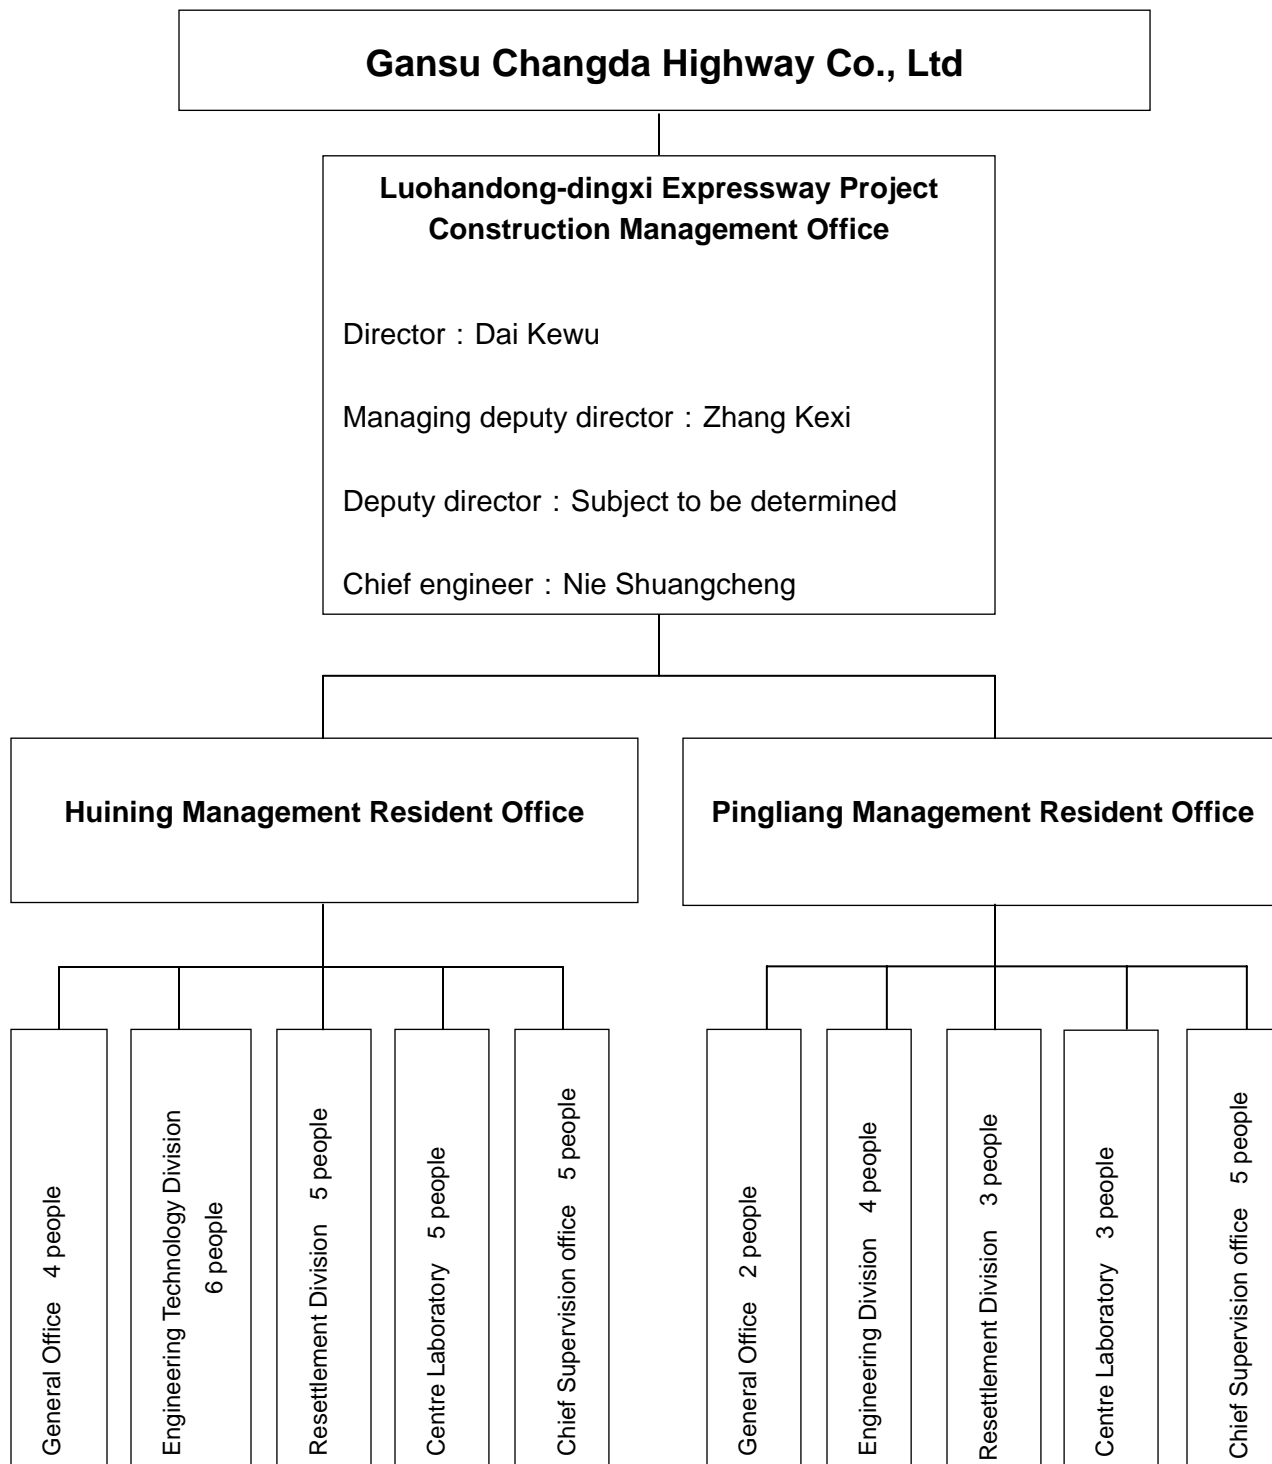 Gansu Changda Highway Co., Ltd
Luohandong-dingxi Expressway Project
Construction Management Office
Director：Dai Kewu
Managing deputy director：Zhang Kexi
Deputy director：Subject to be determined
Chief engineer：Nie Shuangcheng
Huining Management Resident Office
Pingliang Management Resident Office
General Office 4 people
Engineering Technology Division
6 people
Resettlement Division 5 people
Centre Laboratory 5 people
Chief Supervision office 5 people
General Office 2 people
Engineering Division 4 people
Resettlement Division 3 people
Centre Laboratory 3 people
Chief Supervision office 5 people